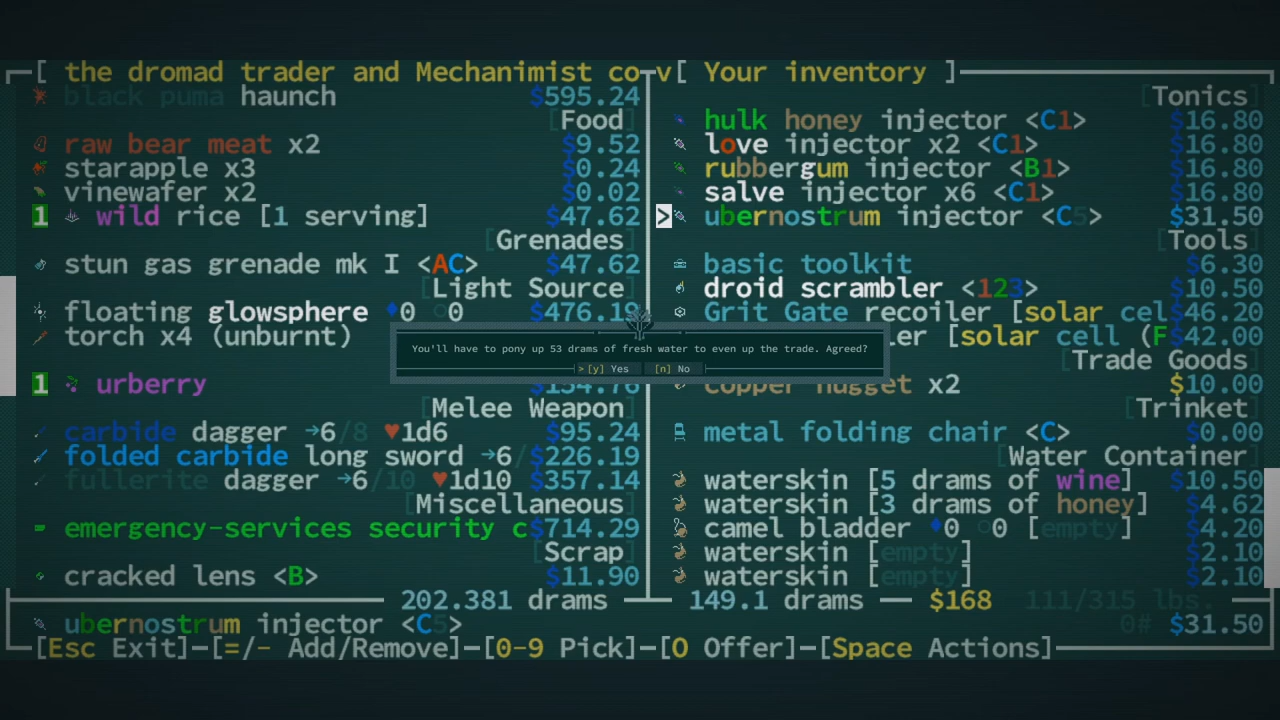 [ the dromad trader and Mechanimist co
black puma haunch $595.24
[Food]
raw bear meat x2 $9.52
starapple x3 $0.24
vinewafer x2 $0.02
1 wild rice [1 serving] $47.62
[Grenades]
stun gas grenade mk I <AC> $47.62
[Light Source]
floating glowsphere ♦0 ○0 $476.19
torch x4 (unburnt)
1 urberry $154.76
[Melee Weapon]
carbide dagger →6/8 ♥1d6 $95.24
folded carbide long sword →6/ $226.19
fullerite dagger →6/10 ♥1d10 $357.14
[Miscellaneous]
emergency-services security c $714.29
[Scrap]
cracked lens <B> $11.90
202.381 drams
v[ Your inventory ]
[Tonics]
hulk honey injector <C1> $16.80
love injector x2 <C1> $16.80
rubbergum injector <B1> $16.80
salve injector x6 <C1> $16.80
> ubernostrum injector <C5> $31.50
[Tools]
basic toolkit $6.30
droid scrambler <123> $10.50
Grit Gate recoiler [solar cel $46.20
ler [solar cell (F $42.00
[Trade Goods]
copper nugget x2 $10.00
[Trinket]
metal folding chair <C> $0.00
[Water Container]
waterskin [5 drams of wine] $10.50
waterskin [3 drams of honey] $4.62
camel bladder ♦0 ○0 [empty] $4.20
waterskin [empty] $2.10
waterskin [empty] $2.10
149.1 drams — $168 111/315 lbs.
You'll have to pony up 53 drams of fresh water to even up the trade. Agreed?
> [y] Yes [n] No
ubernostrum injector <C5> 0# $31.50
[Esc Exit]—[=/- Add/Remove]—[0-9 Pick]—[O Offer]—[Space Actions]